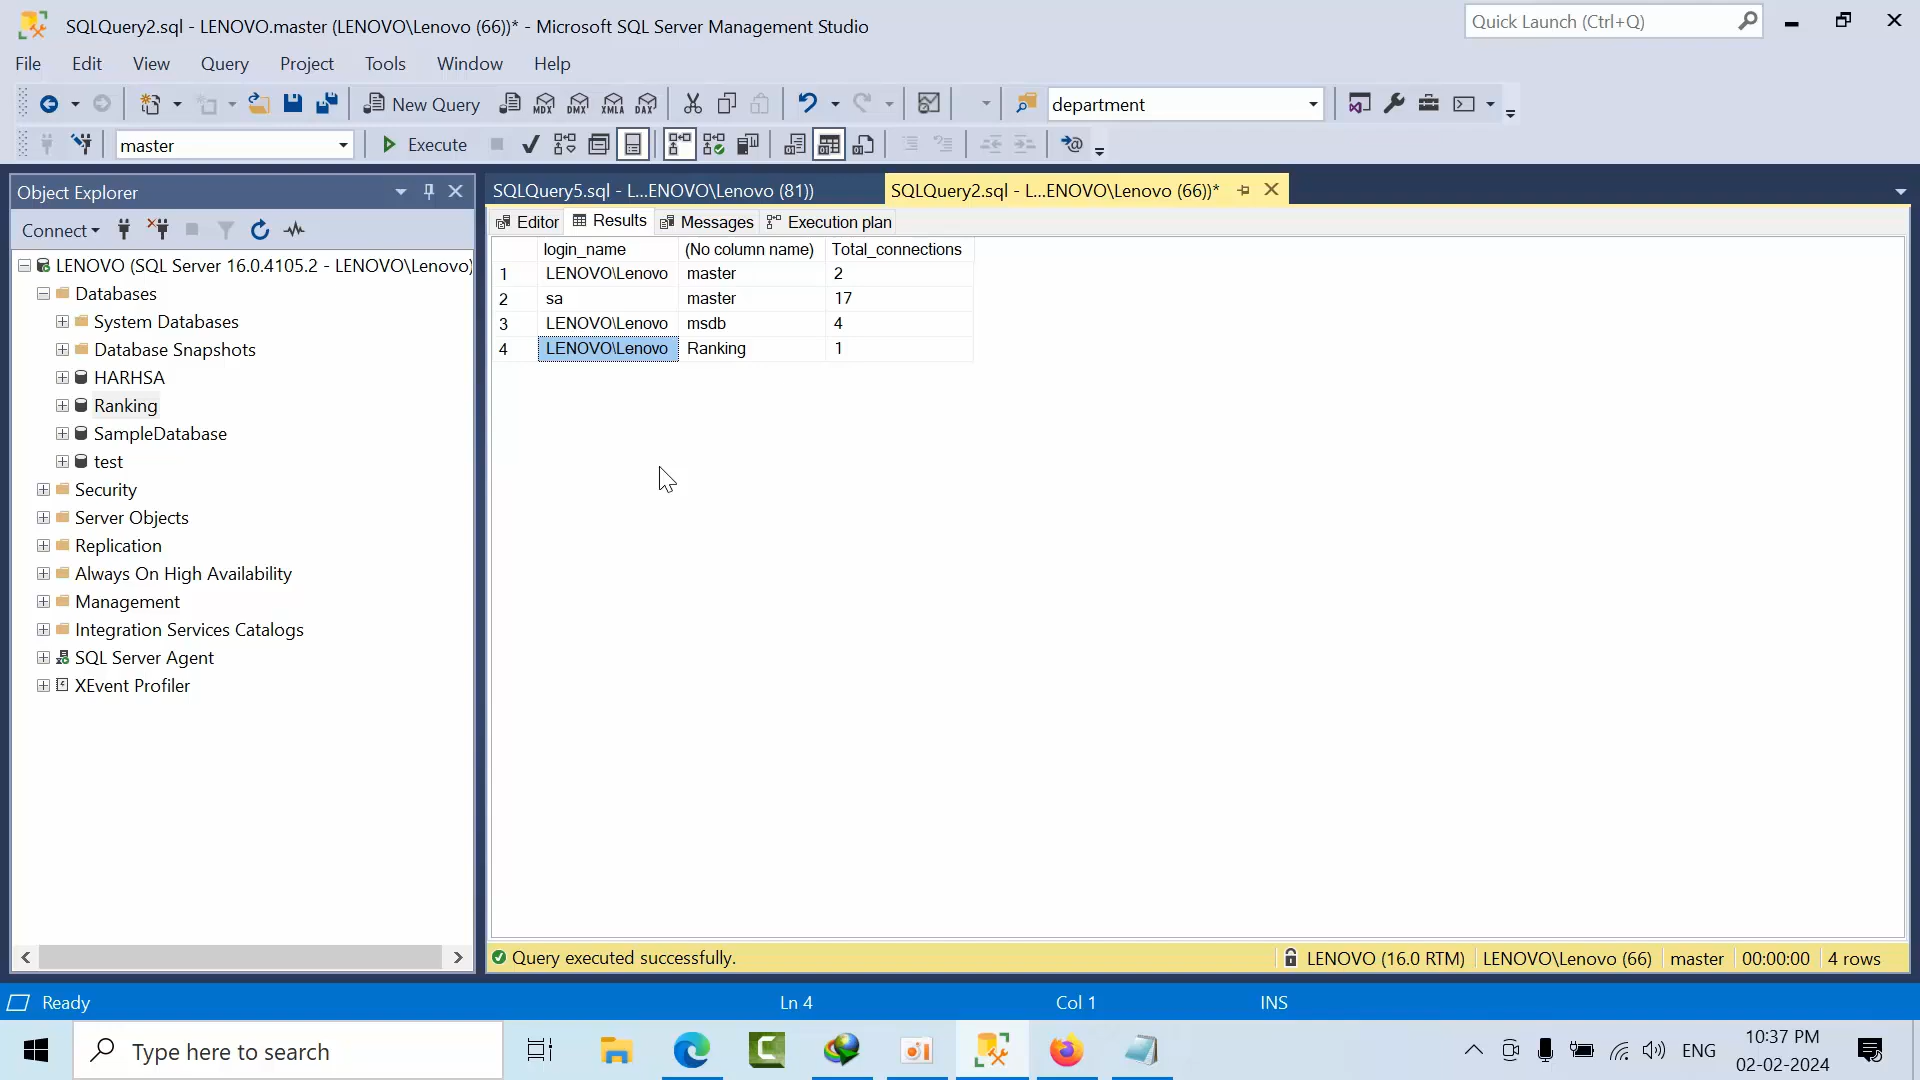 SQLQuery2.sql - LENOVO.master (LENOVO\Lenovo (66))* - Microsoft SQL Server Management Studio
Quick Launch (Ctrl+Q)
File Edit View Query Project Tools Window Help
New Query MDX DMX XMLA DAX department
master Execute
Object Explorer
Connect
LENOVO (SQL Server 16.0.4105.2 - LENOVO\Lenovo)
Databases
System Databases
Database Snapshots
HARHSA
Ranking
SampleDatabase
test
Security
Server Objects
Replication
Always On High Availability
Management
Integration Services Catalogs
SQL Server Agent
XEvent Profiler
SQLQuery5.sql - L...ENOVO\Lenovo (81)) SQLQuery2.sql - L...ENOVO\Lenovo (66))*
Editor Results Messages Execution plan
login_name (No column name) Total_connections
1 LENOVO\Lenovo master 2
2 sa master 17
3 LENOVO\Lenovo msdb 4
4 LENOVO\Lenovo Ranking 1
Query executed successfully. LENOVO (16.0 RTM) LENOVO\Lenovo (66) master 00:00:00 4 rows
Ready Ln 4 Col 1 INS
Type here to search
ENG
10:37 PM
02-02-2024